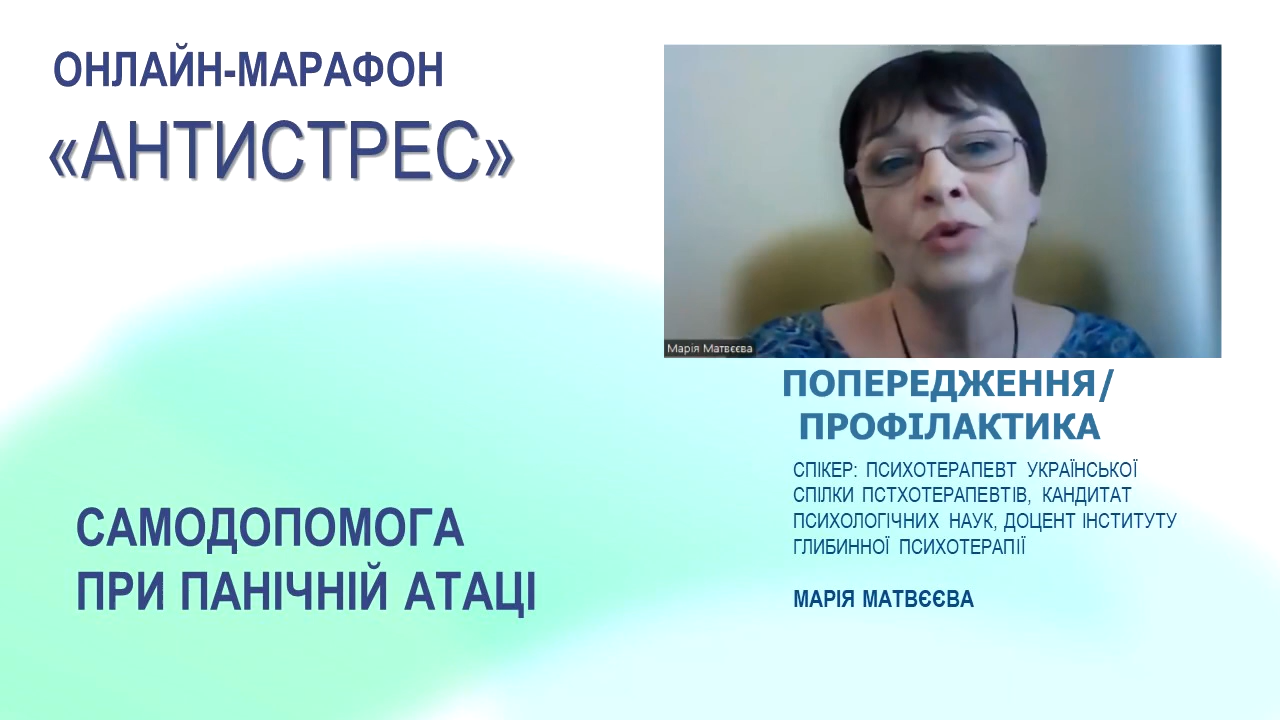 ОНЛАЙН-МАРАФОН
«АНТИСТРЕС»
САМОДОПОМОГА
ПРИ ПАНІЧНІЙ АТАЦІ
Марія Матвєєва
ПОПЕРЕДЖЕННЯ/
ПРОФІЛАКТИКА
СПІКЕР: ПСИХОТЕРАПЕВТ УКРАЇНСЬКОЇ
СПІЛКИ ПСТХОТЕРАПЕВТІВ, КАНДИТАТ
ПСИХОЛОГІЧНИХ НАУК, ДОЦЕНТ ІНСТИТУТУ
ГЛИБИННОЇ ПСИХОТЕРАПІЇ
МАРІЯ МАТВЄЄВА